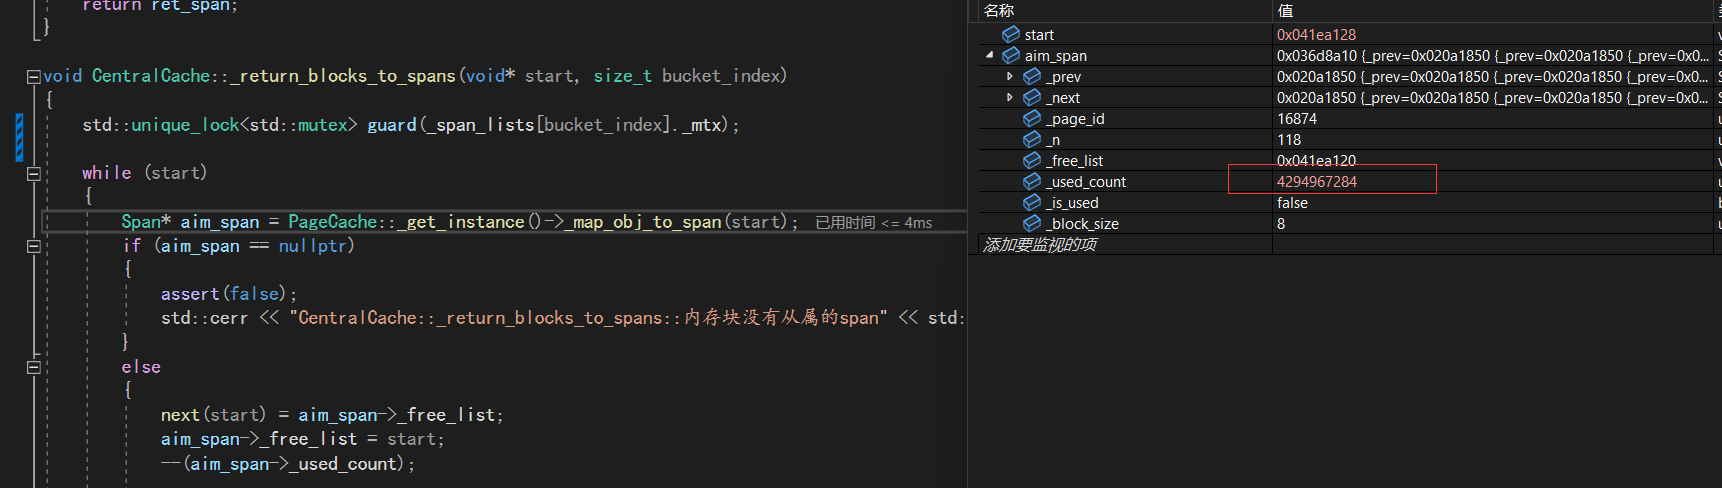 return ret_span;
}
void CentralCache::_return_blocks_to_spans(void* start, size_t bucket_index)
{
std::unique_lock<std::mutex> guard(_span_lists[bucket_index]._mtx);
while (start)
{
Span* aim_span = PageCache::_get_instance()->_map_obj_to_span(start); 已用时间 <= 4ms
if (aim_span == nullptr)
{
assert(false);
std::cerr << "CentralCache::_return_blocks_to_spans::内存块没有从属的span" << std:
}
else
{
next(start) = aim_span->_free_list;
aim_span->_free_list = start;
--(aim_span->_used_count);
名称 值
start 0x041ea128
aim_span 0x036d8a10 {_prev=0x020a1850 {_prev=0x020a1850 {_prev=0x0...
_prev 0x020a1850 {_prev=0x020a1850 {_prev=0x020a1850 {_prev=0x0...
_next 0x020a1850 {_prev=0x020a1850 {_prev=0x020a1850 {_prev=0x0...
_page_id 16874
_n 118
_free_list 0x041ea120
_used_count 4294967284
_is_used false
_block_size 8
添加要监视的项